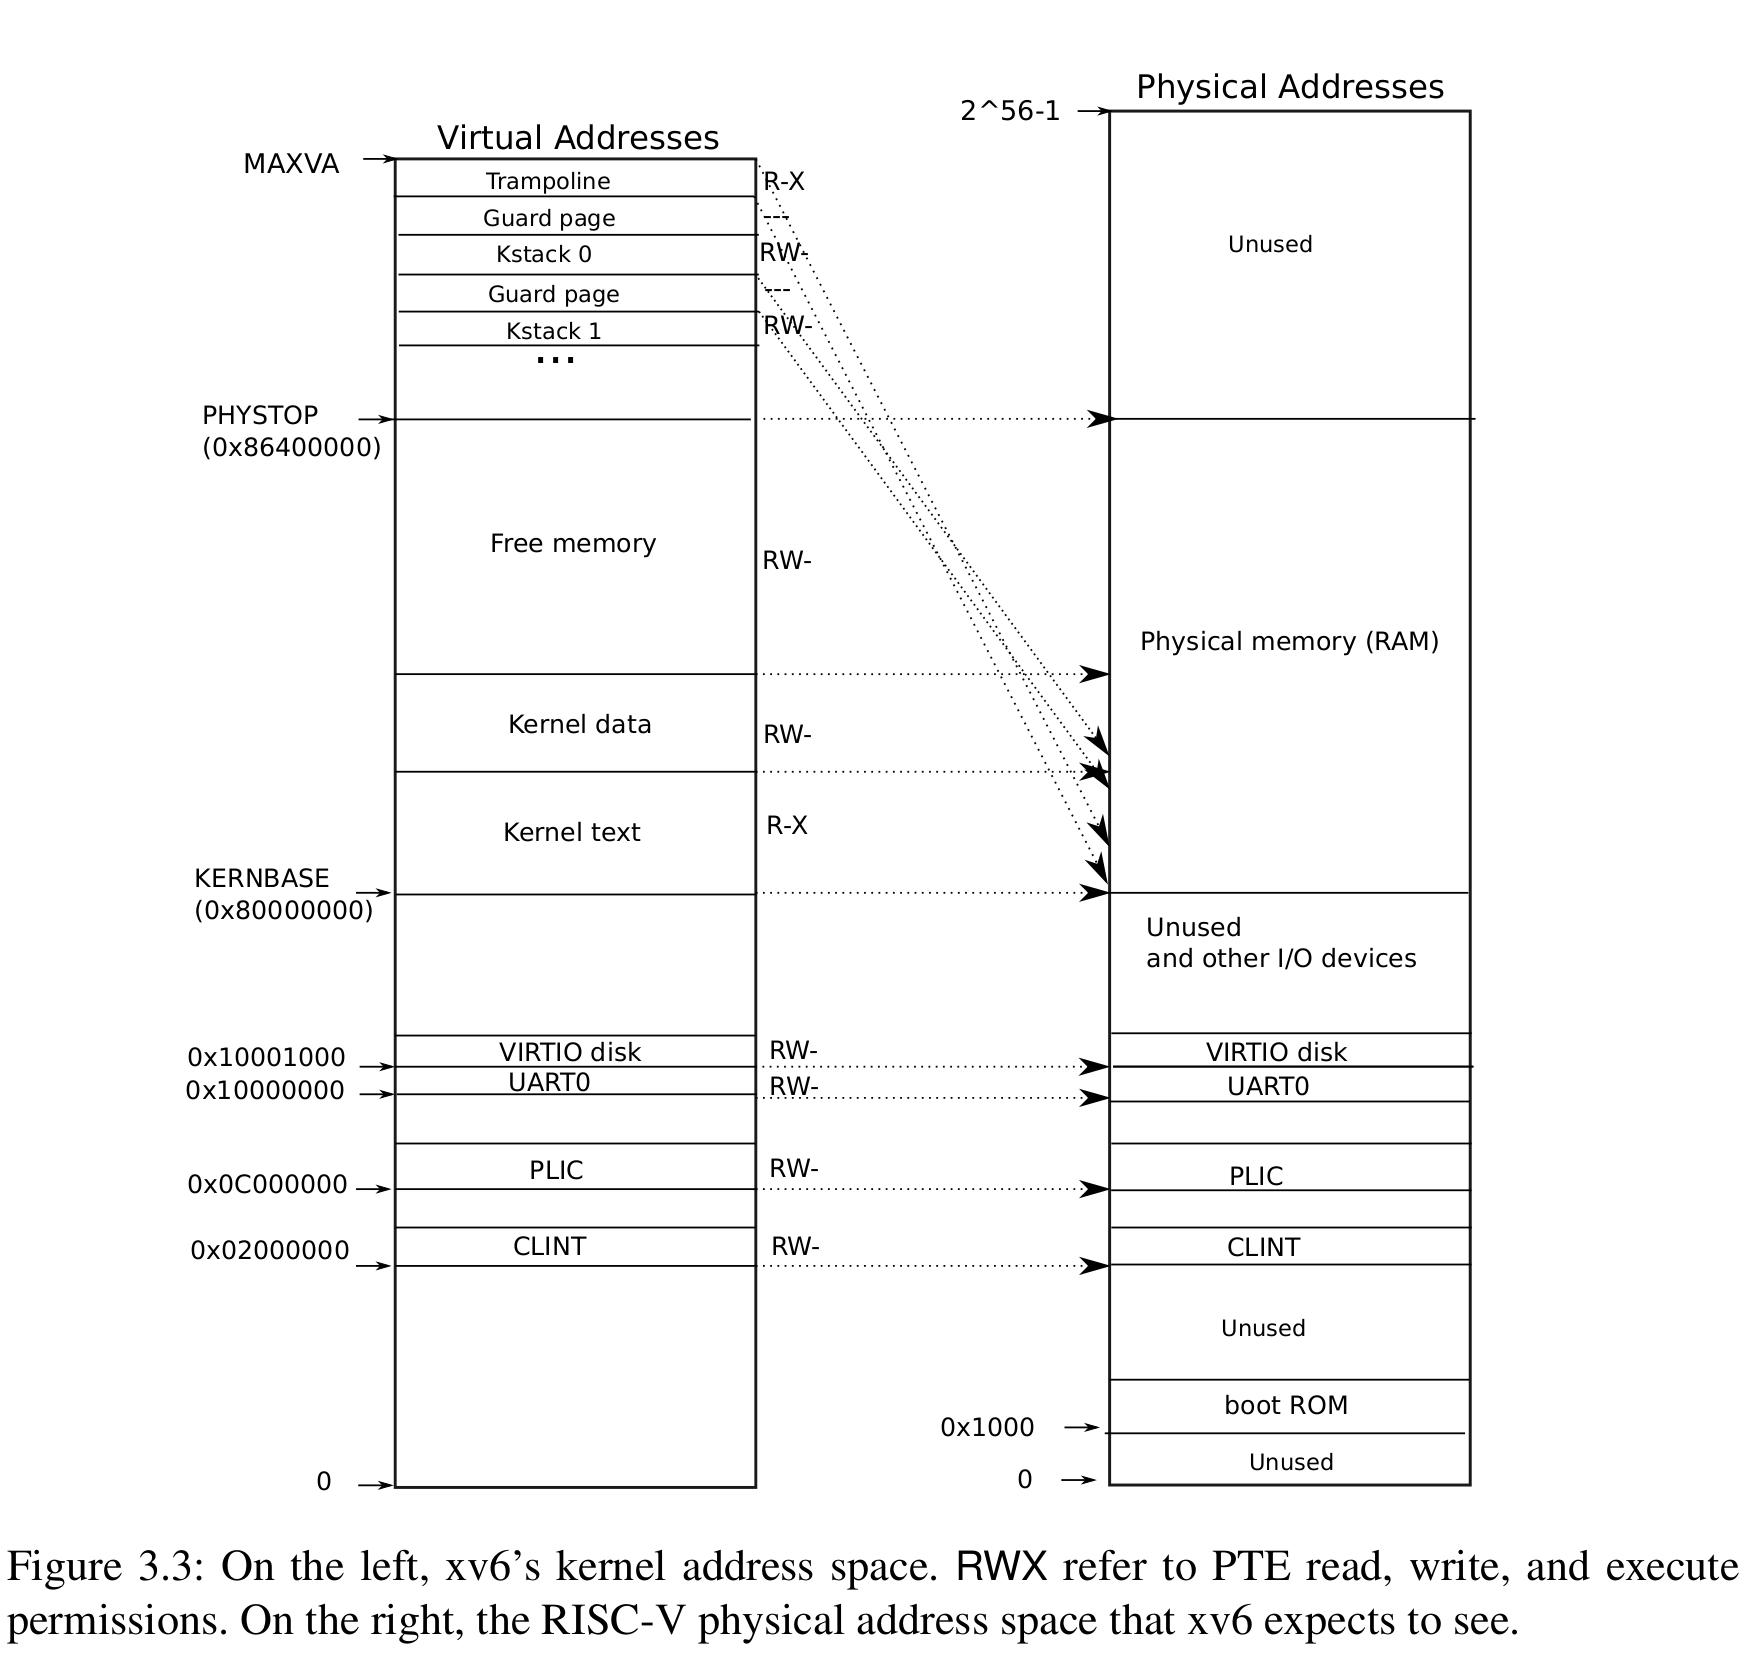 Physical Addresses
2^56-1
Virtual Addresses
MAXVA
Trampoline
R-X
Guard page
---
Unused
Kstack 0
RW-
Guard page
---
Kstack 1
RW-
...
PHYSTOP
(0x86400000)
Free memory
RW-
Physical memory (RAM)
Kernel data
RW-
Kernel text
R-X
KERNBASE
(0x80000000)
Unused
and other I/O devices
0x10001000
VIRTIO disk
RW-
VIRTIO disk
0x10000000
UART0
RW-
UART0
0x0C000000
PLIC
RW-
PLIC
0x02000000
CLINT
RW-
CLINT
Unused
boot ROM
0x1000
Unused
0
0
Figure 3.3: On the left, xv6’s kernel address space. RWX refer to PTE read, write, and execute
permissions. On the right, the RISC-V physical address space that xv6 expects to see.